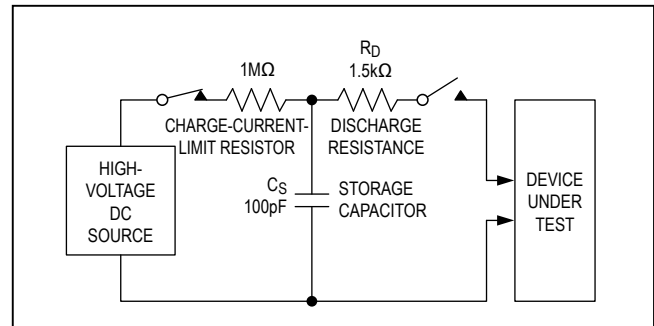 R_D
1MΩ
1.5kΩ
CHARGE-CURRENT-
LIMIT RESISTOR
DISCHARGE
RESISTANCE
HIGH-
VOLTAGE
DC
SOURCE
C_S
100pF
STORAGE
CAPACITOR
DEVICE
UNDER
TEST